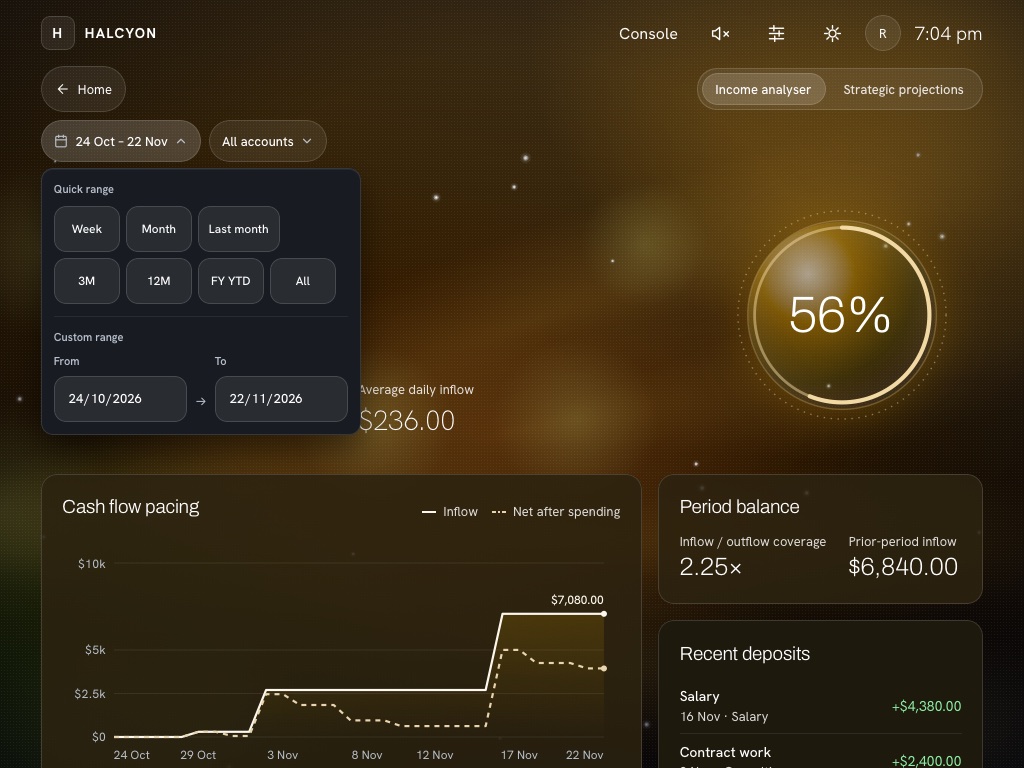 H HALCYON
Console
R
7:04 pm
Home
Income analyser
Strategic projections
24 Oct – 22 Nov
All accounts
Quick range
Week
Month
Last month
3M
12M
FY YTD
All
Custom range
From
To
24/10/2026
→
22/11/2026
Average daily inflow
$236.00
56%
Cash flow pacing
Inflow
Net after spending
$10k
$7,080.00
$5k
$2.5k
$0
24 Oct
29 Oct
3 Nov
8 Nov
12 Nov
17 Nov
22 Nov
Period balance
Inflow / outflow coverage
2.25×
Prior-period inflow
$6,840.00
Recent deposits
Salary
16 Nov · Salary
+$4,380.00
Contract work
+$2,400.00